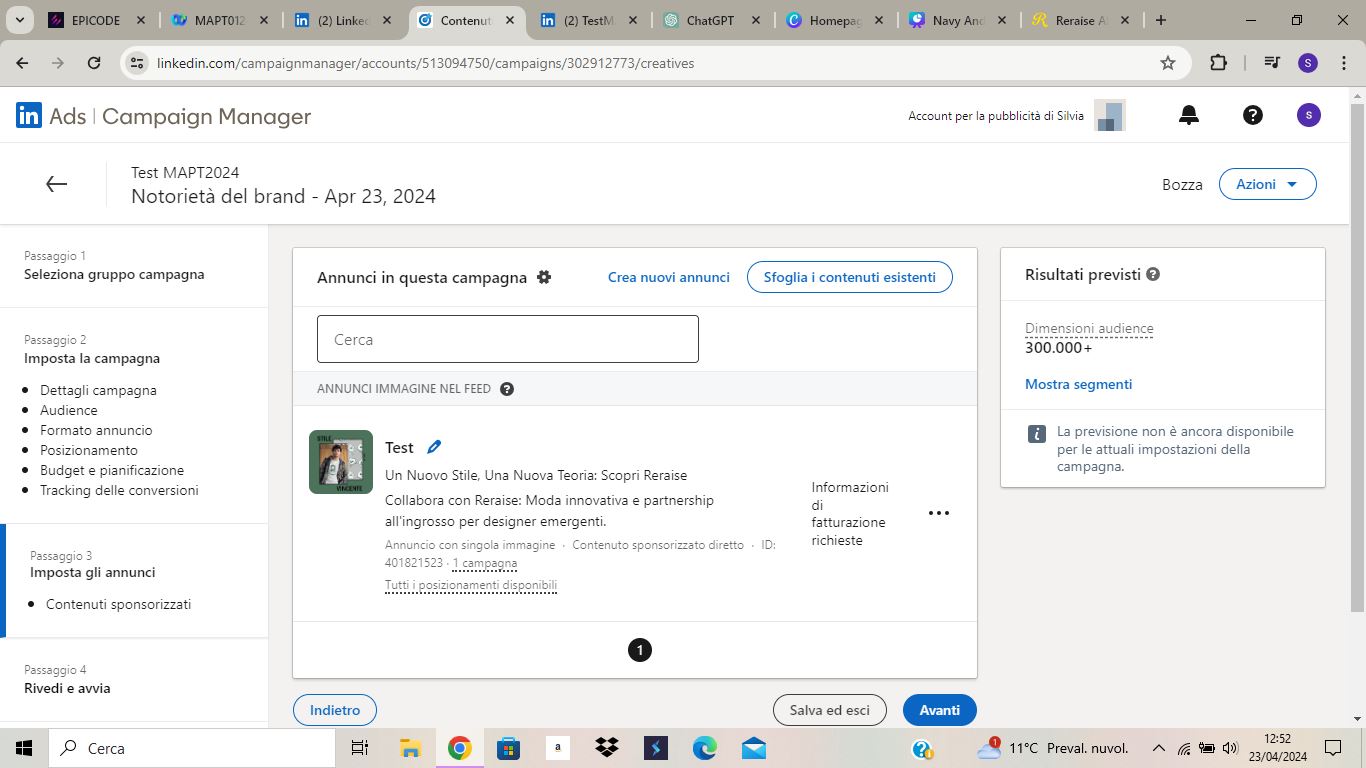 EPICODE
MAPT012
(2) Linke
Contenut
(2) TestM
ChatGPT
Homepag
Navy And
Reraise A
linkedin.com/campaignmanager/accounts/513094750/campaigns/302912773/creatives
S
in Ads | Campaign Manager
Account per la pubblicità di Silvia
S
Test MAPT2024
Notorietà del brand - Apr 23, 2024
Bozza
Azioni
Passaggio 1
Seleziona gruppo campagna
Passaggio 2
Imposta la campagna
Dettagli campagna
Audience
Formato annuncio
Posizionamento
Budget e pianificazione
Tracking delle conversioni
Passaggio 3
Imposta gli annunci
Contenuti sponsorizzati
Passaggio 4
Rivedi e avvia
Annunci in questa campagna
Crea nuovi annunci
Sfoglia i contenuti esistenti
Cerca
ANNUNCI IMMAGINE NEL FEED
STILE
VINCENTE
Test
Un Nuovo Stile, Una Nuova Teoria: Scopri Reraise
Collabora con Reraise: Moda innovativa e partnership
all'ingrosso per designer emergenti.
Annuncio con singola immagine · Contenuto sponsorizzato diretto · ID:
401821523 · 1 campagna
Tutti i posizionamenti disponibili
Informazioni
di
fatturazione
richieste
1
Indietro
Salva ed esci
Avanti
Risultati previsti
Dimensioni audience
300.000+
Mostra segmenti
La previsione non è ancora disponibile
per le attuali impostazioni della
campagna.
Cerca
a
1
11°C Preval. nuvol.
12:52
23/04/2024